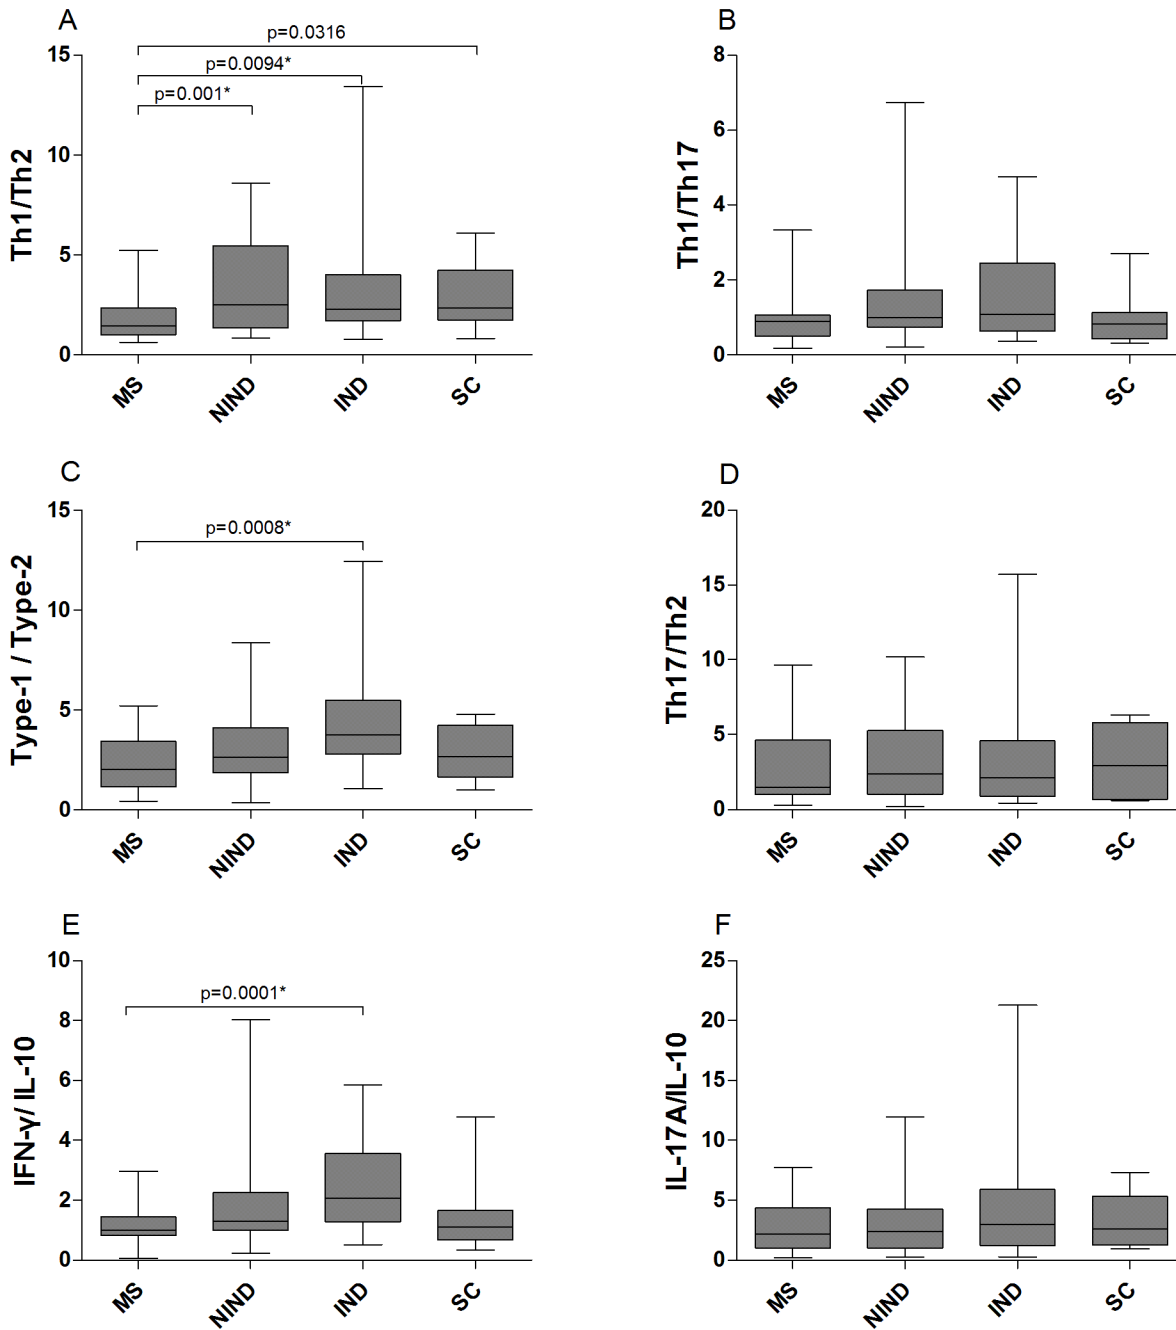 A
p=0.0316
p=0.0094*
p=0.001*
15
10
5
0
Th1/Th2
MS
NIND
IND
SC
B
8
6
4
2
0
Th1/Th17
MS
NIND
IND
SC
C
p=0.0008*
15
10
5
0
Type-1 / Type-2
MS
NIND
IND
SC
D
20
15
10
5
0
Th17/Th2
MS
NIND
IND
SC
E
p=0.0001*
10
8
6
4
2
0
IFN-γ/ IL-10
MS
NIND
IND
SC
F
25
20
15
10
5
0
IL-17A/IL-10
MS
NIND
IND
SC